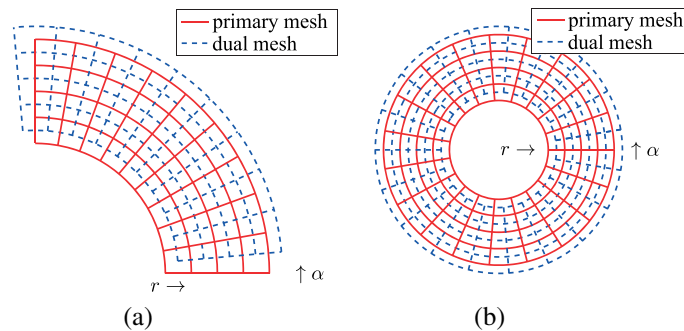 primary mesh
dual mesh
r →
↑ α
(a)
primary mesh
dual mesh
r →
↑ α
(b)